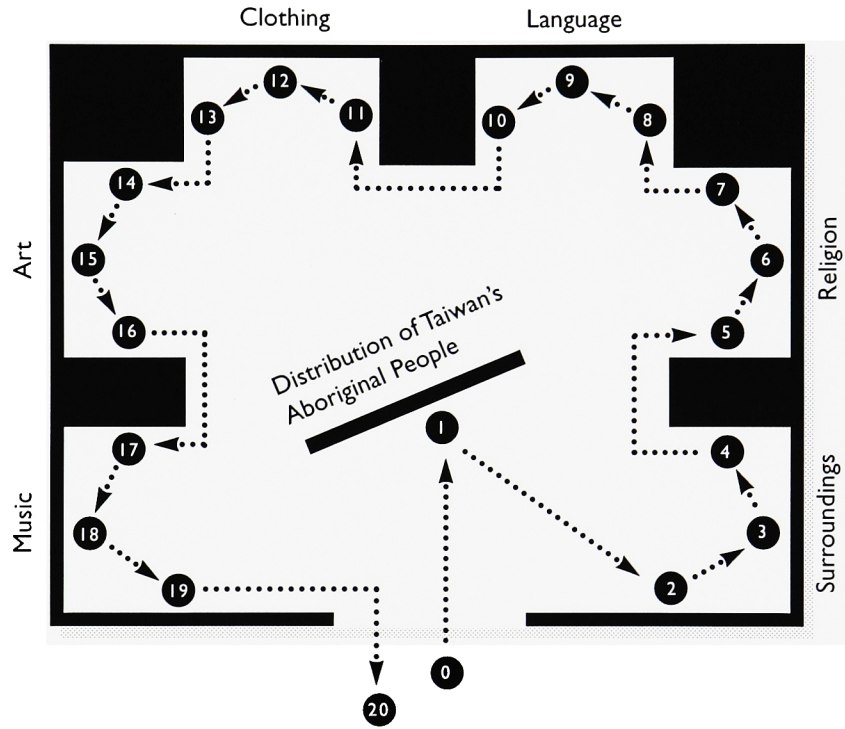 Clothing
Language
12
9
13
11
10
8
14
7
Art
15
6
Religion
16
5
Distribution of Taiwan's
Aboriginal People
1
17
4
Music
18
3
Surroundings
19
2
0
20